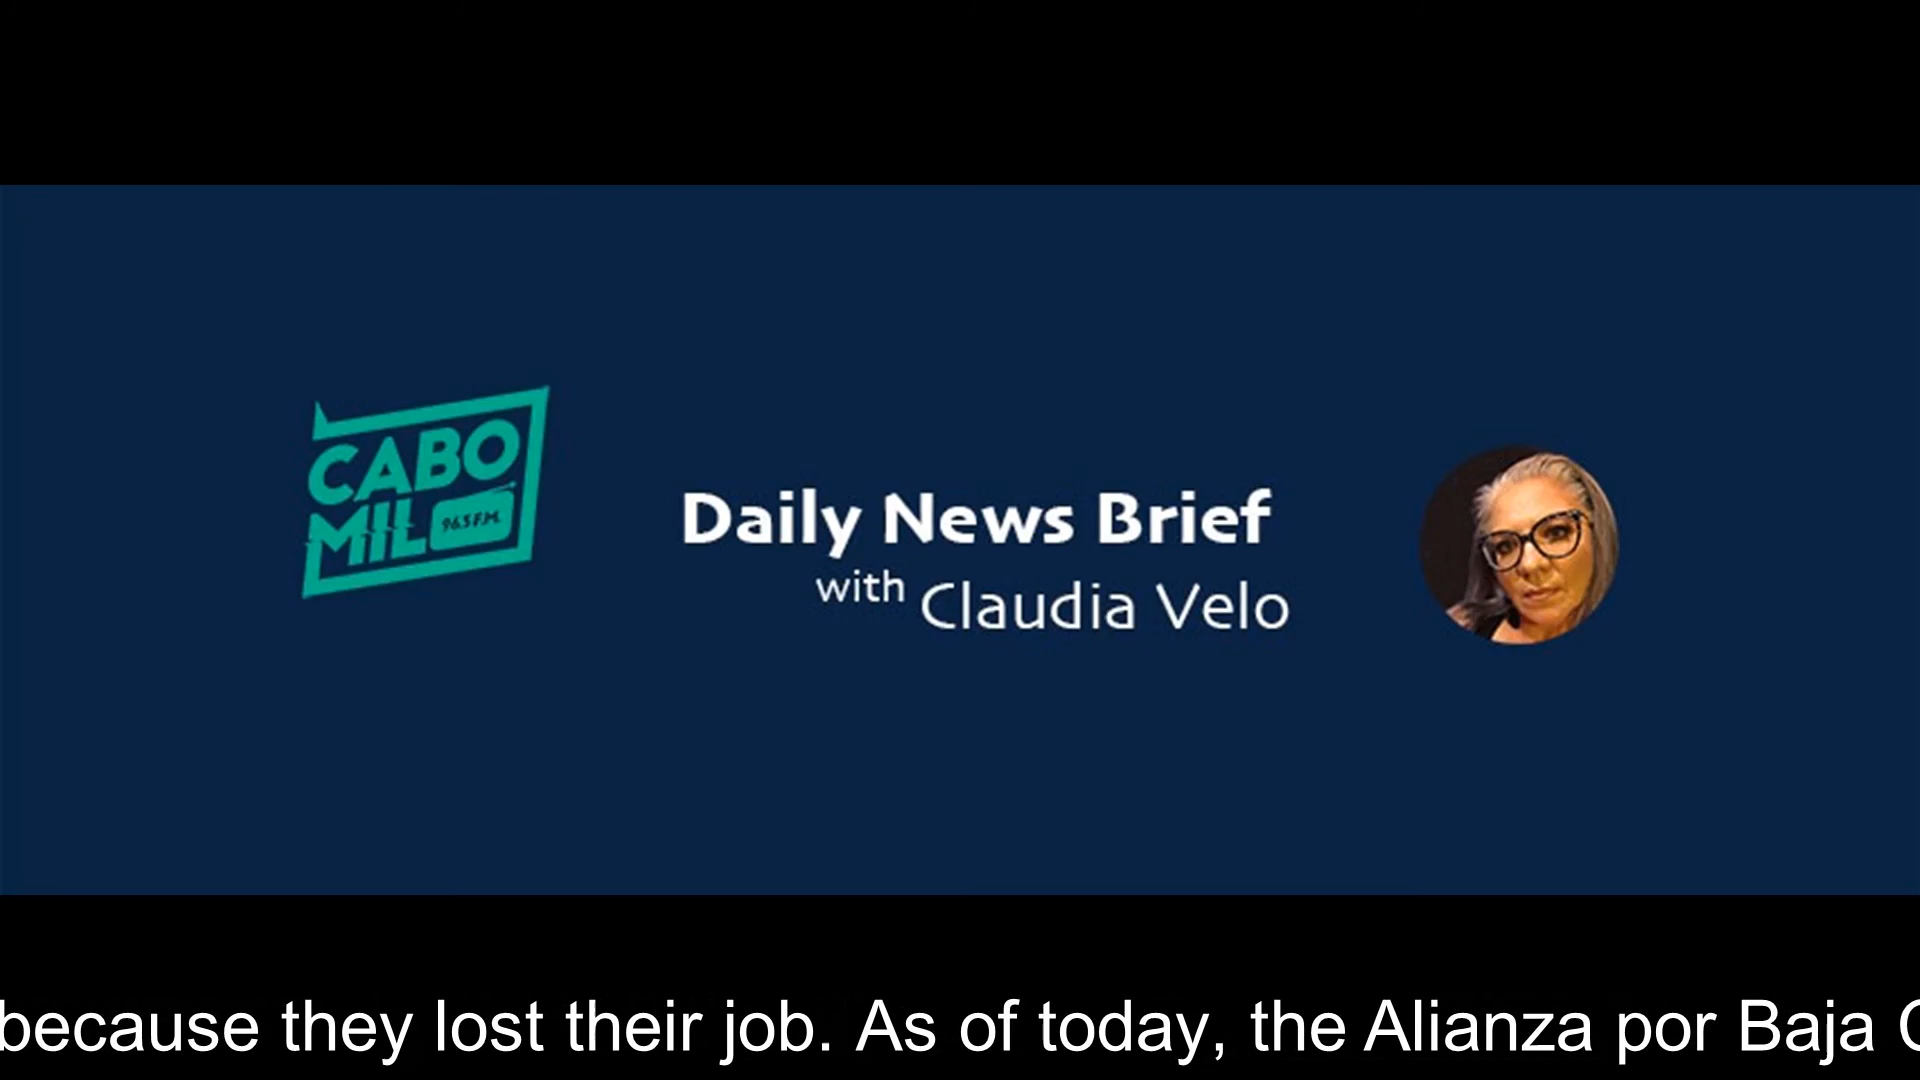 CABO
MIL 96.5 F.M.
Daily News Brief
with Claudia Velo
because they lost their job. As of today, the Alianza por Baja